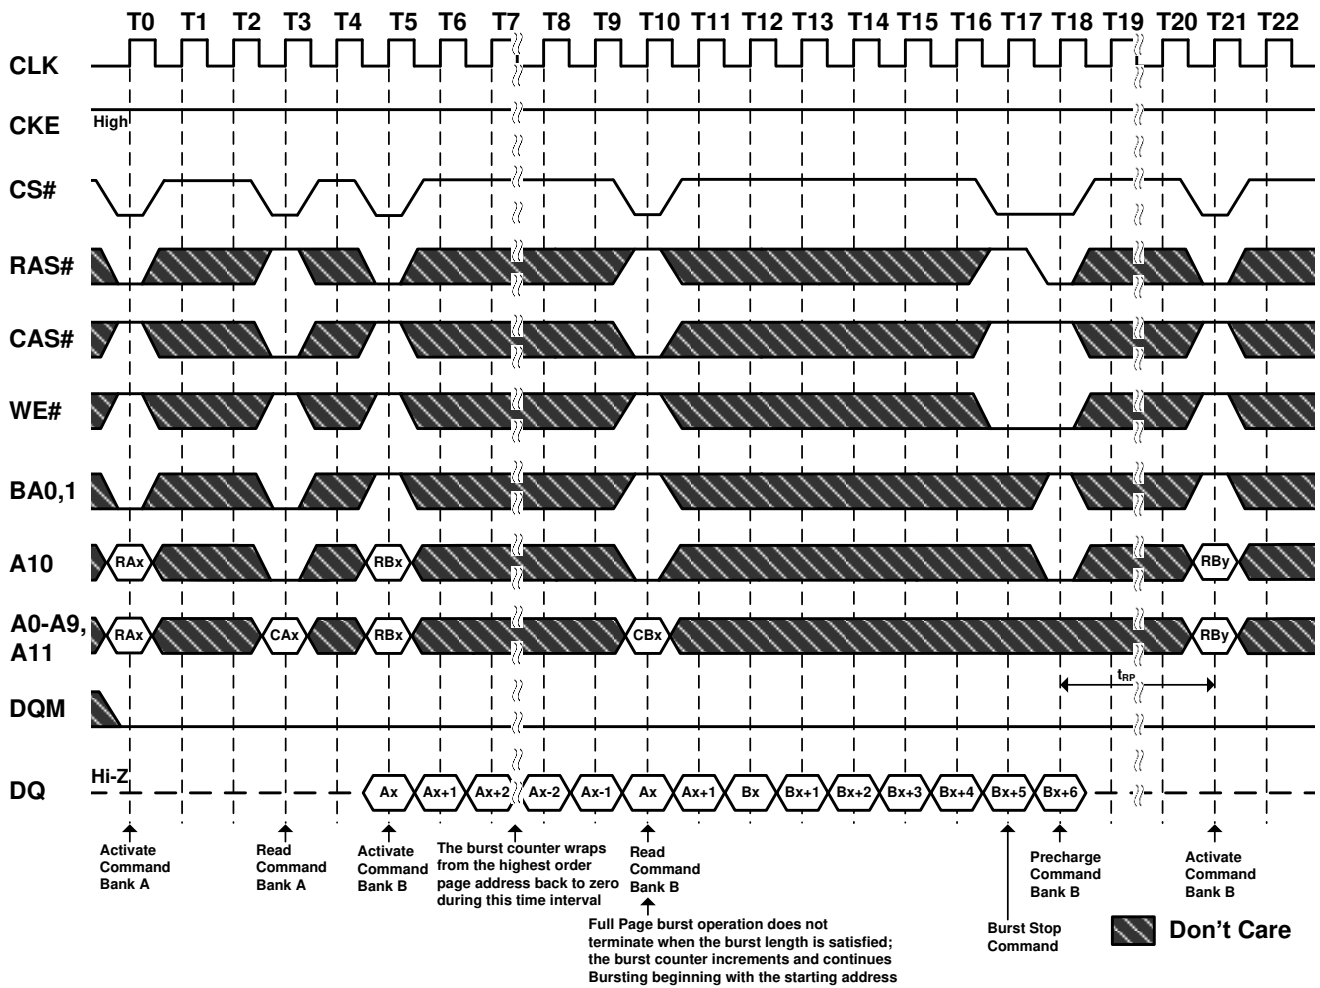 T0 T1 T2 T3 T4 T5 T6 T7 T8 T9 T10 T11 T12 T13 T14 T15 T16 T17 T18 T19 T20 T21 T22
CLK
CKE
High
CS#
RAS#
CAS#
WE#
BA0,1
A10
RAx RBx RBy
A0-A9,
A11
RAx CAx RBx CBx RBy
tRP
DQM
DQ
Hi-Z
Ax Ax+1 Ax+2 Ax-2 Ax-1 Ax Ax+1 Bx Bx+1 Bx+2 Bx+3 Bx+4 Bx+5 Bx+6
Activate
Command
Bank A
Read
Command
Bank A
Activate
Command
Bank B
The burst counter wraps
from the highest order
page address back to zero
during this time interval
Read
Command
Bank B
Full Page burst operation does not
terminate when the burst length is satisfied;
the burst counter increments and continues
Bursting beginning with the starting address
Burst Stop
Command
Precharge
Command
Bank B
Activate
Command
Bank B
Don't Care